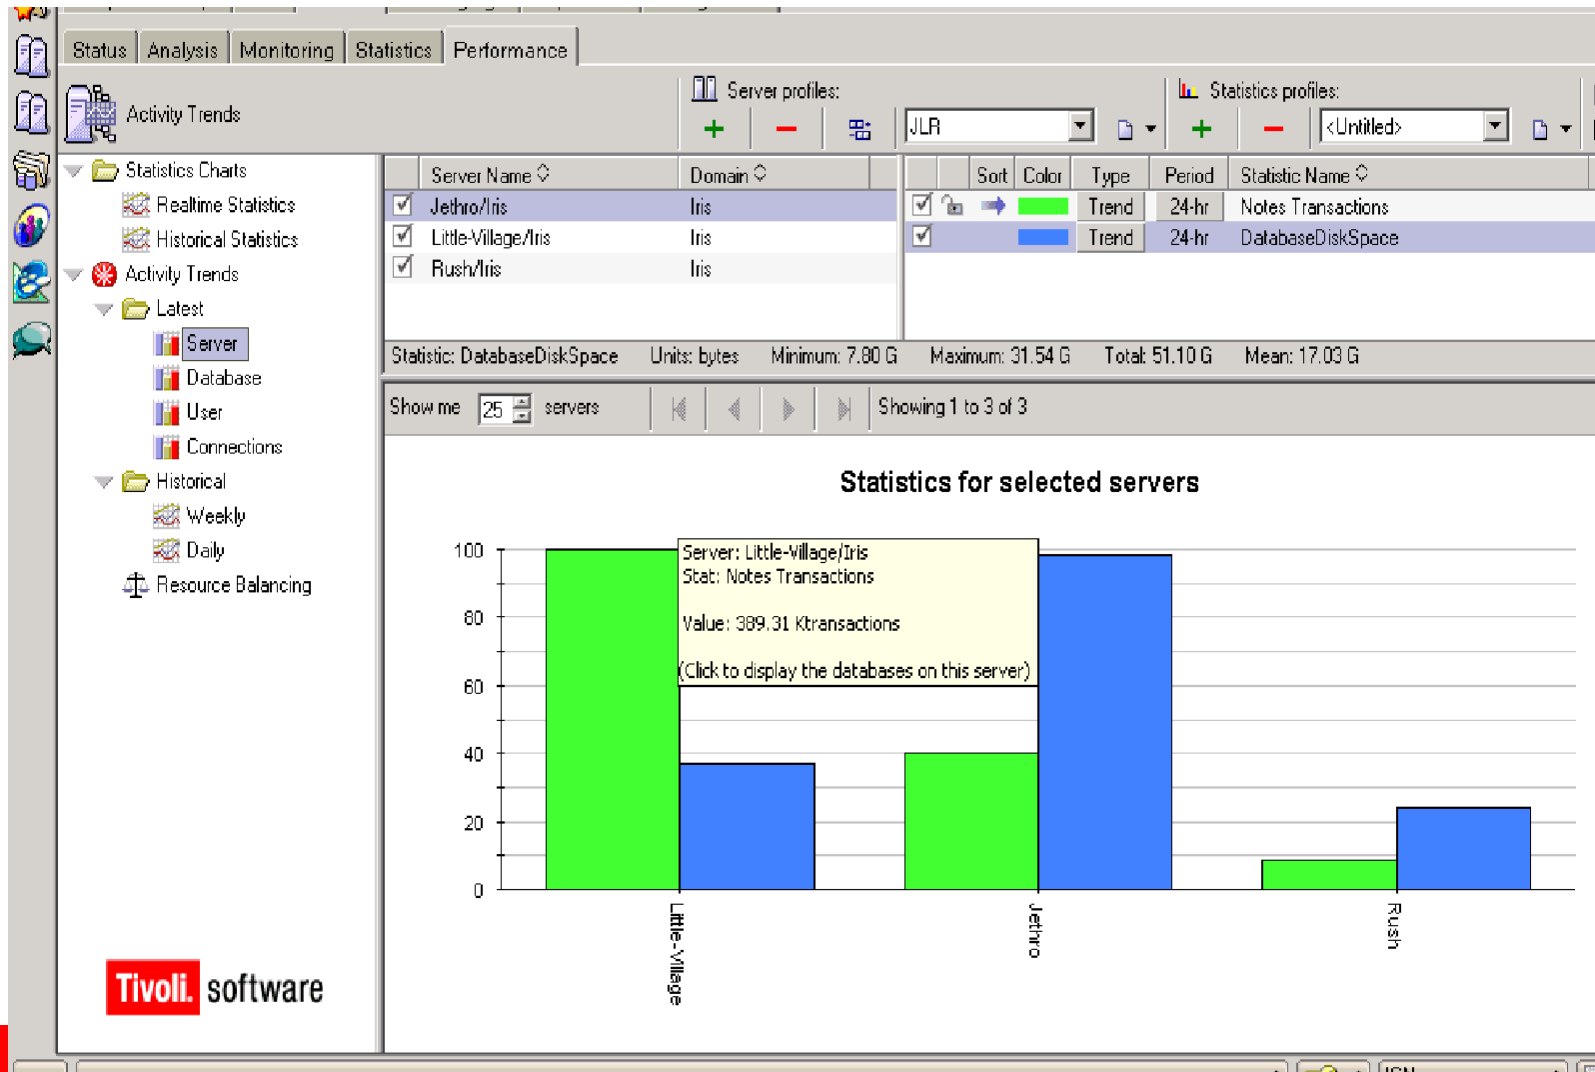 Status Analysis Monitoring Statistics Performance
Activity Trends
Server profiles:
JLR
Statistics profiles:
<Untitled>
Statistics Charts
Realtime Statistics
Historical Statistics
Activity Trends
Latest
Server
Database
User
Connections
Historical
Weekly
Daily
Resource Balancing
Tivoli. software
Server Name Domain
Jethro/Iris Iris
Little-Village/Iris Iris
Rush/Iris Iris
Sort Color Type Period Statistic Name
Trend 24-hr Notes Transactions
Trend 24-hr DatabaseDiskSpace
Statistic: DatabaseDiskSpace Units: bytes Minimum: 7.80 G Maximum: 31.54 G Total: 51.10 G Mean: 17.03 G
Show me 25 servers Showing 1 to 3 of 3
Statistics for selected servers
100
80
60
40
20
0
Server: Little-Village/Iris
Stat: Notes Transactions
Value: 389.31 Ktransactions
(Click to display the databases on this server)
Little-Village
Jethro
Rush